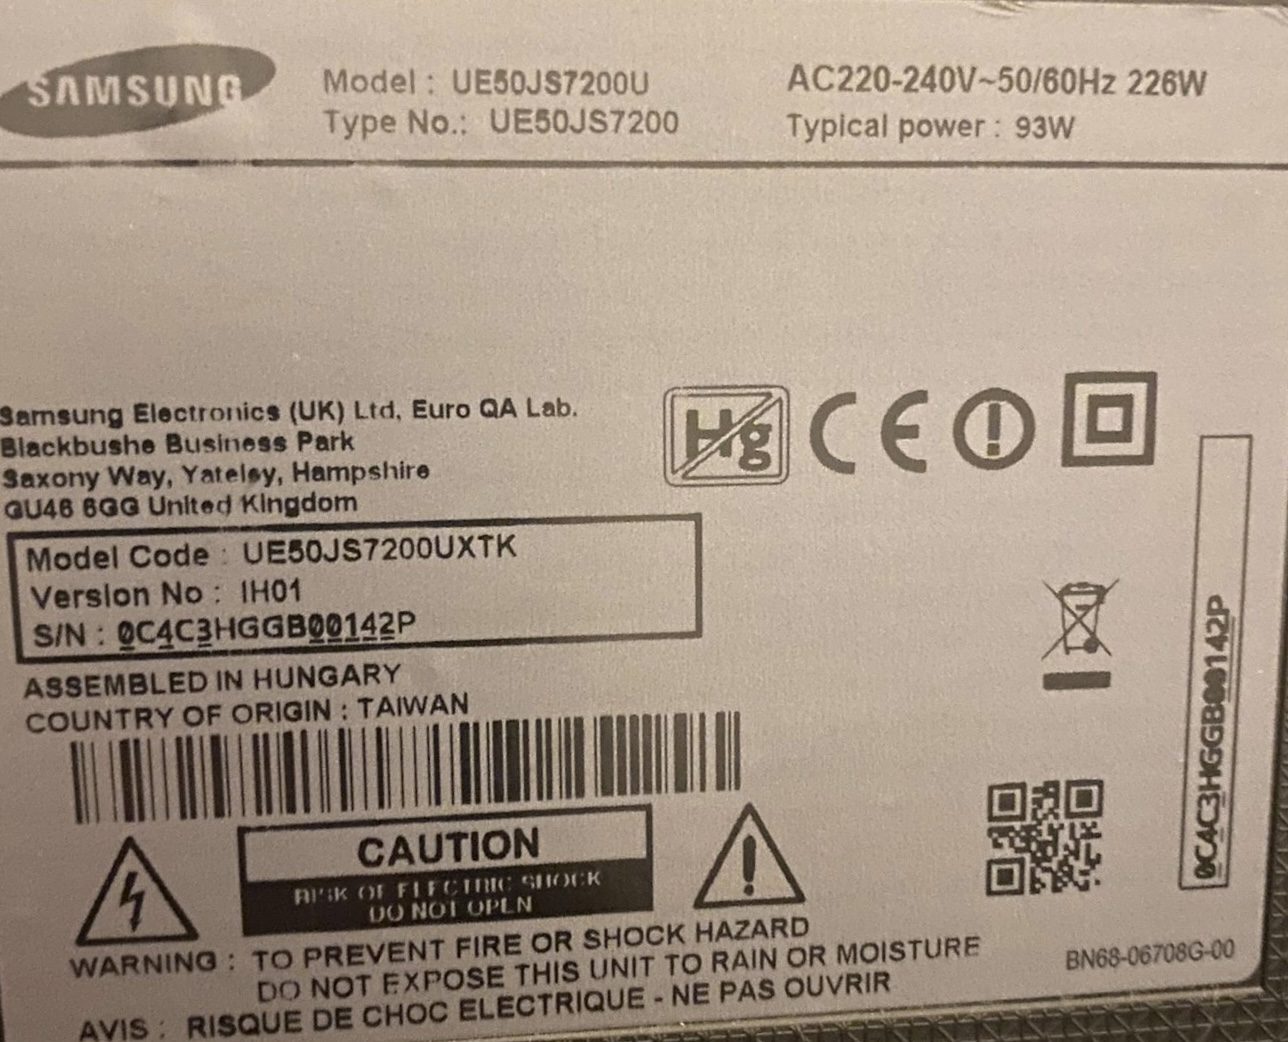 SAMSUNG
Model : UE50JS7200U
Type No.: UE50JS7200
AC220-240V~50/60Hz 226W
Typical power : 93W
Samsung Electronics (UK) Ltd, Euro QA Lab.
Blackbushe Business Park
Saxony Way, Yateley, Hampshire
GU46 6GG United Kingdom
Hg
CE
Model Code : UE50JS7200UXTK
Version No : IH01
S/N : 0C4C3HGGB00142P
ASSEMBLED IN HUNGARY
COUNTRY OF ORIGIN : TAIWAN
0C4C3HGGB00142P
CAUTION
RISK OF ELECTRIC SHOCK
DO NOT OPEN
WARNING : TO PREVENT FIRE OR SHOCK HAZARD
DO NOT EXPOSE THIS UNIT TO RAIN OR MOISTURE
AVIS : RISQUE DE CHOC ELECTRIQUE - NE PAS OUVRIR
BN68-06708G-00